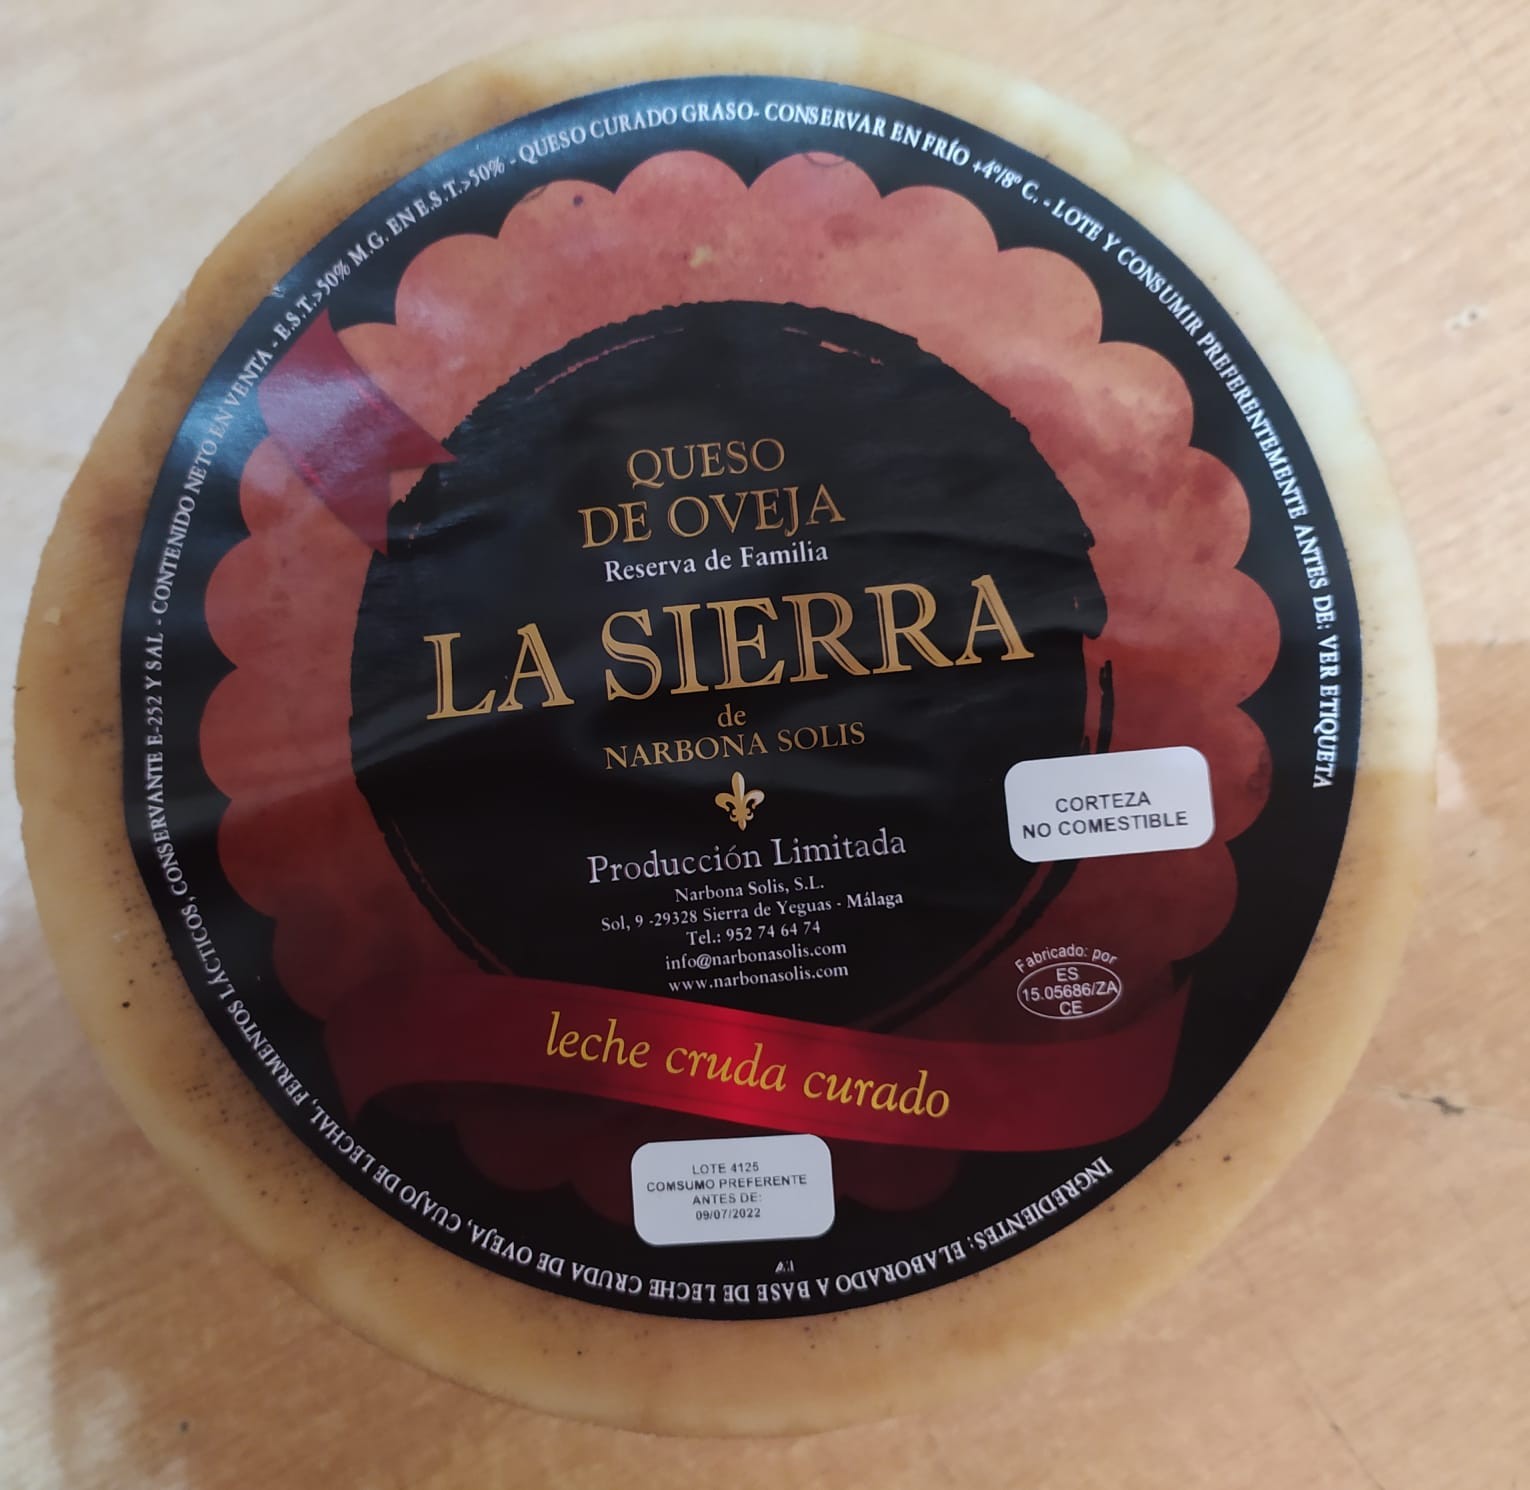 INGREDIENTES: ELABORADO A BASE DE LECHE CRUDA DE OVEJA, CUAJO DE LECHAL, FERMENTOS LÁCTICOS, CONSERVANTE E-252 Y SAL - CONTENIDO NETO EN VENTA - E.S.T.>50% M.G. EN E.S.T.>50% - QUESO CURADO GRASO- CONSERVAR EN FRÍO +4º/8º C. - LOTE Y CONSUMIR PREFERENTEMENTE ANTES DE: VER ETIQUETA
QUESO
DE OVEJA
Reserva de Familia
LA SIERRA
de
NARBONA SOLIS
Producción Limitada
Narbona Solis, S.L.
Sol, 9 -29328 Sierra de Yeguas - Málaga
Tel.: 952 74 64 74
info@narbonasolis.com
www.narbonasolis.com
CORTEZA
NO COMESTIBLE
Fabricado: por
ES
15.05686/ZA
CE
leche cruda curado
LOTE 4125
COMSUMO PREFERENTE
ANTES DE:
09/07/2022